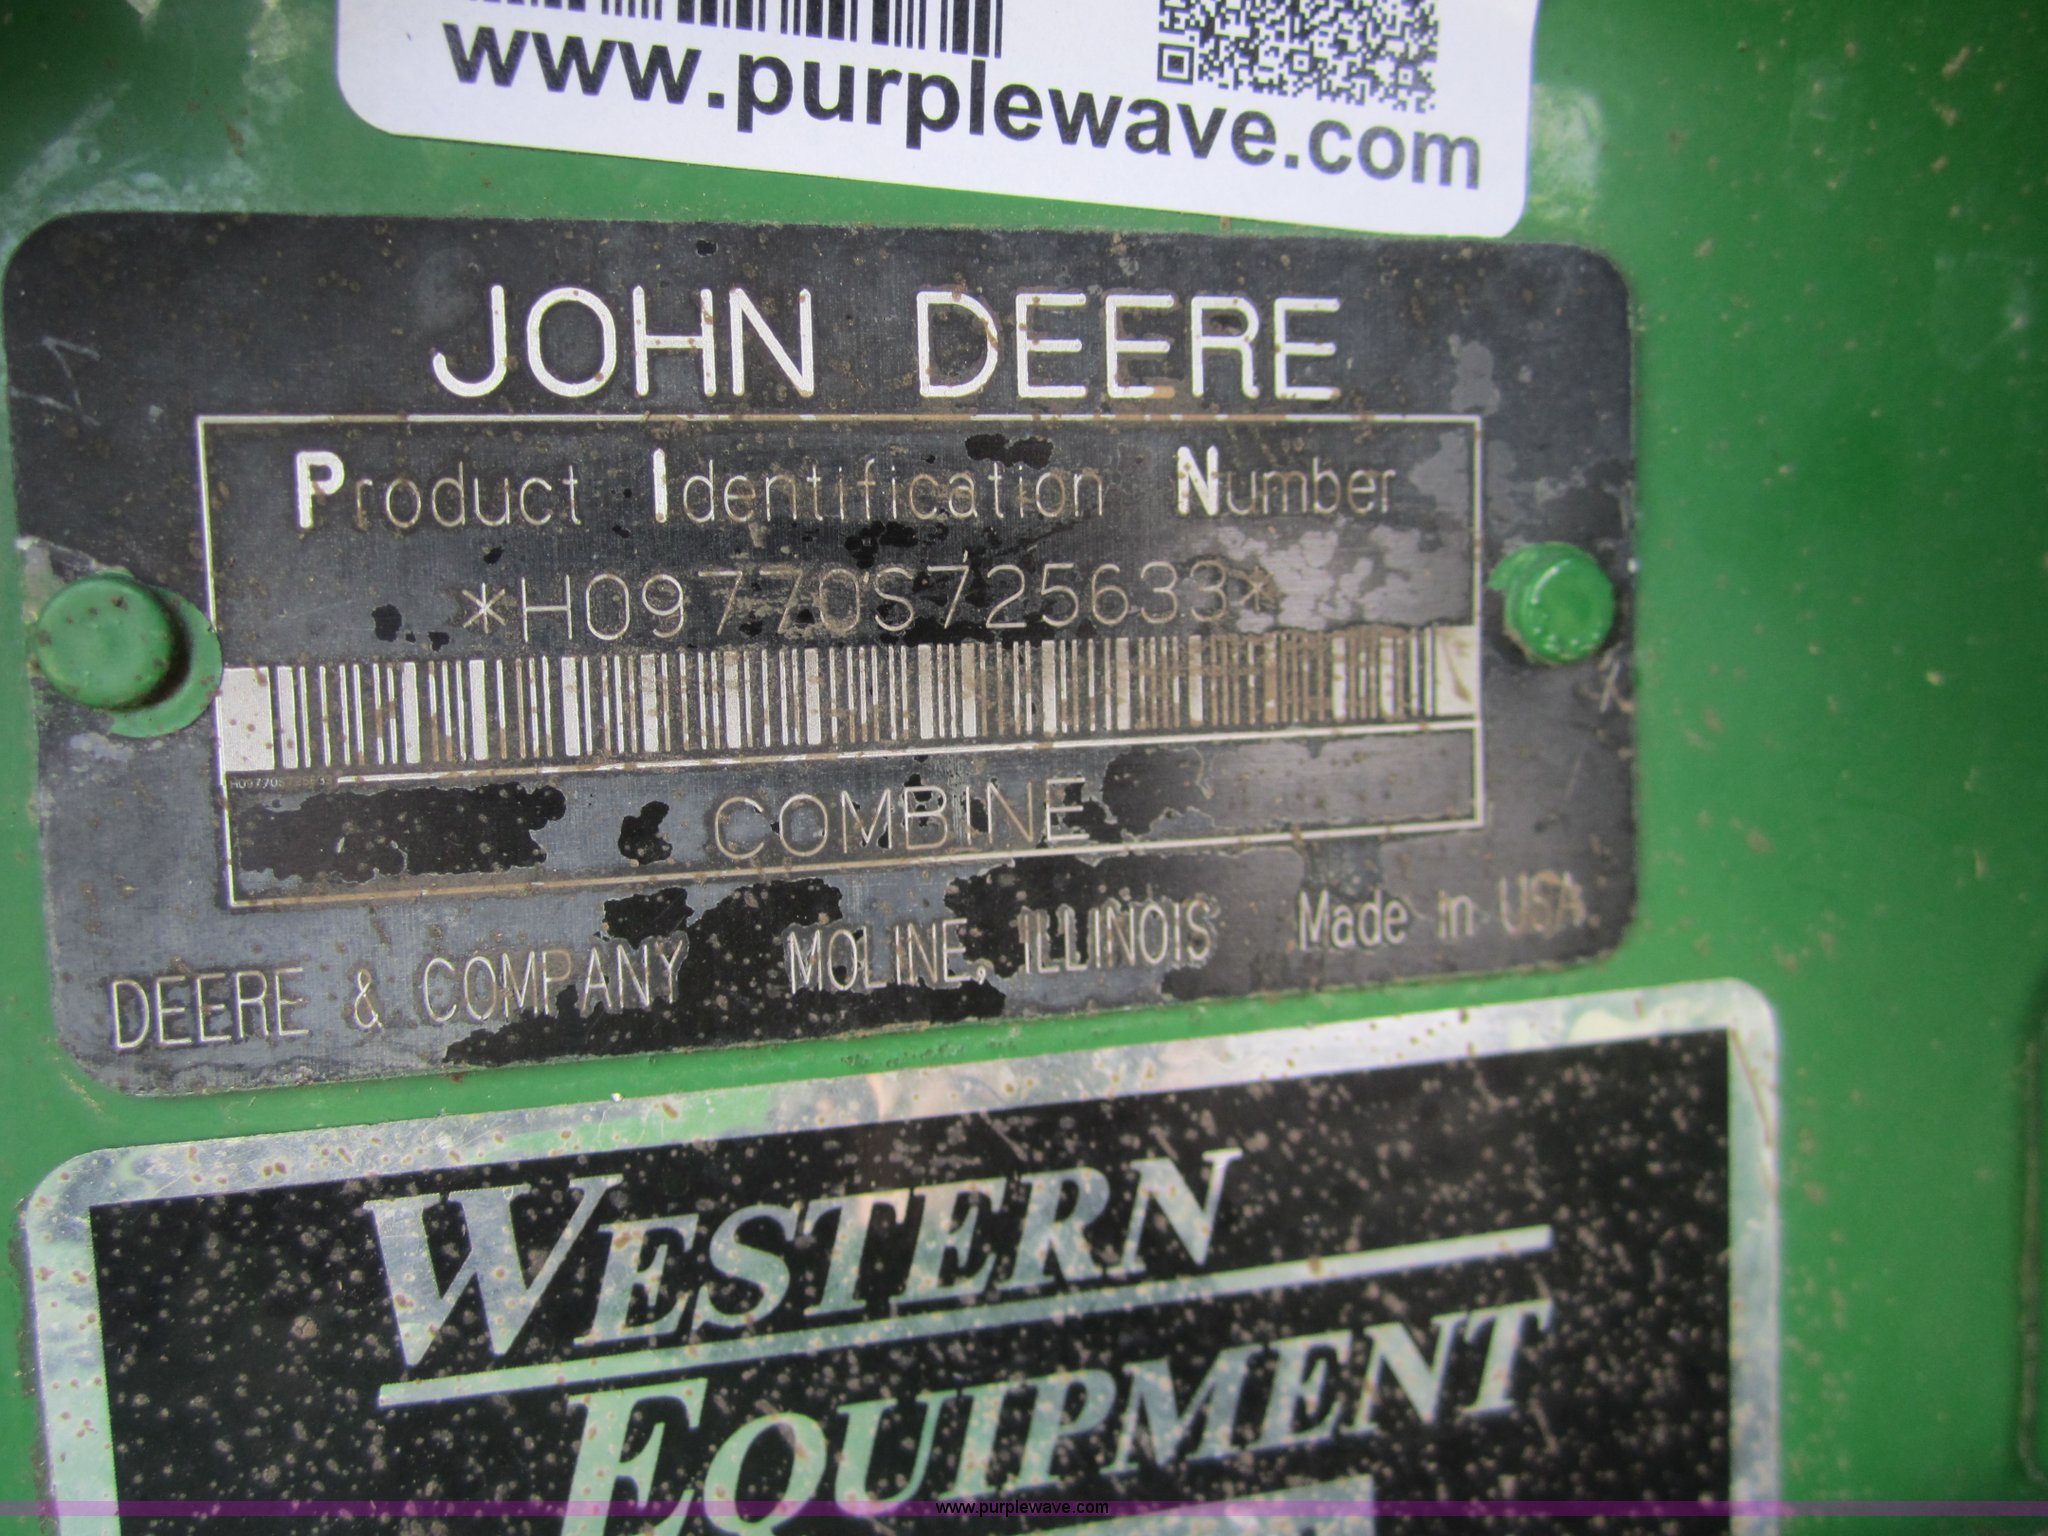 www.purplewave.com
JOHN DEERE
Product Identification Number
*H09770S725633*
H09770S725633
COMBINE
DEERE & COMPANY MOLINE, ILLINOIS Made in USA
WESTERN
EQUIPMENT
www.purplewave.com